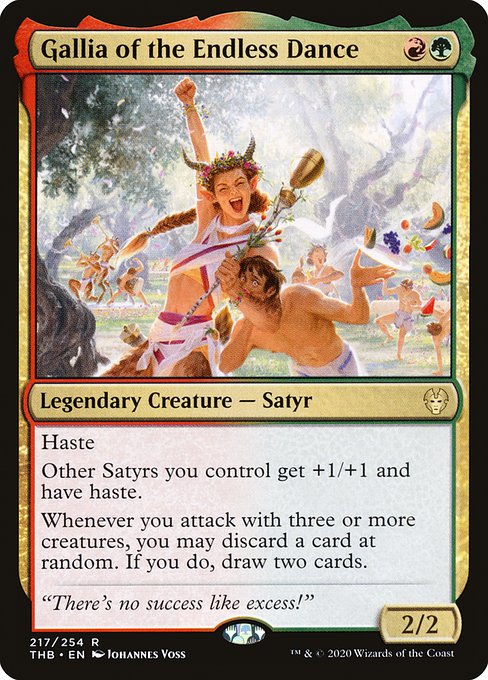 Gallia of the Endless Dance
Legendary Creature — Satyr
Haste
Other Satyrs you control get +1/+1 and
have haste.
Whenever you attack with three or more
creatures, you may discard a card at
random. If you do, draw two cards.
“There's no success like excess!”
2/2
217/254 R
THB • EN Johannes Voss
™ & © 2020 Wizards of the Coast